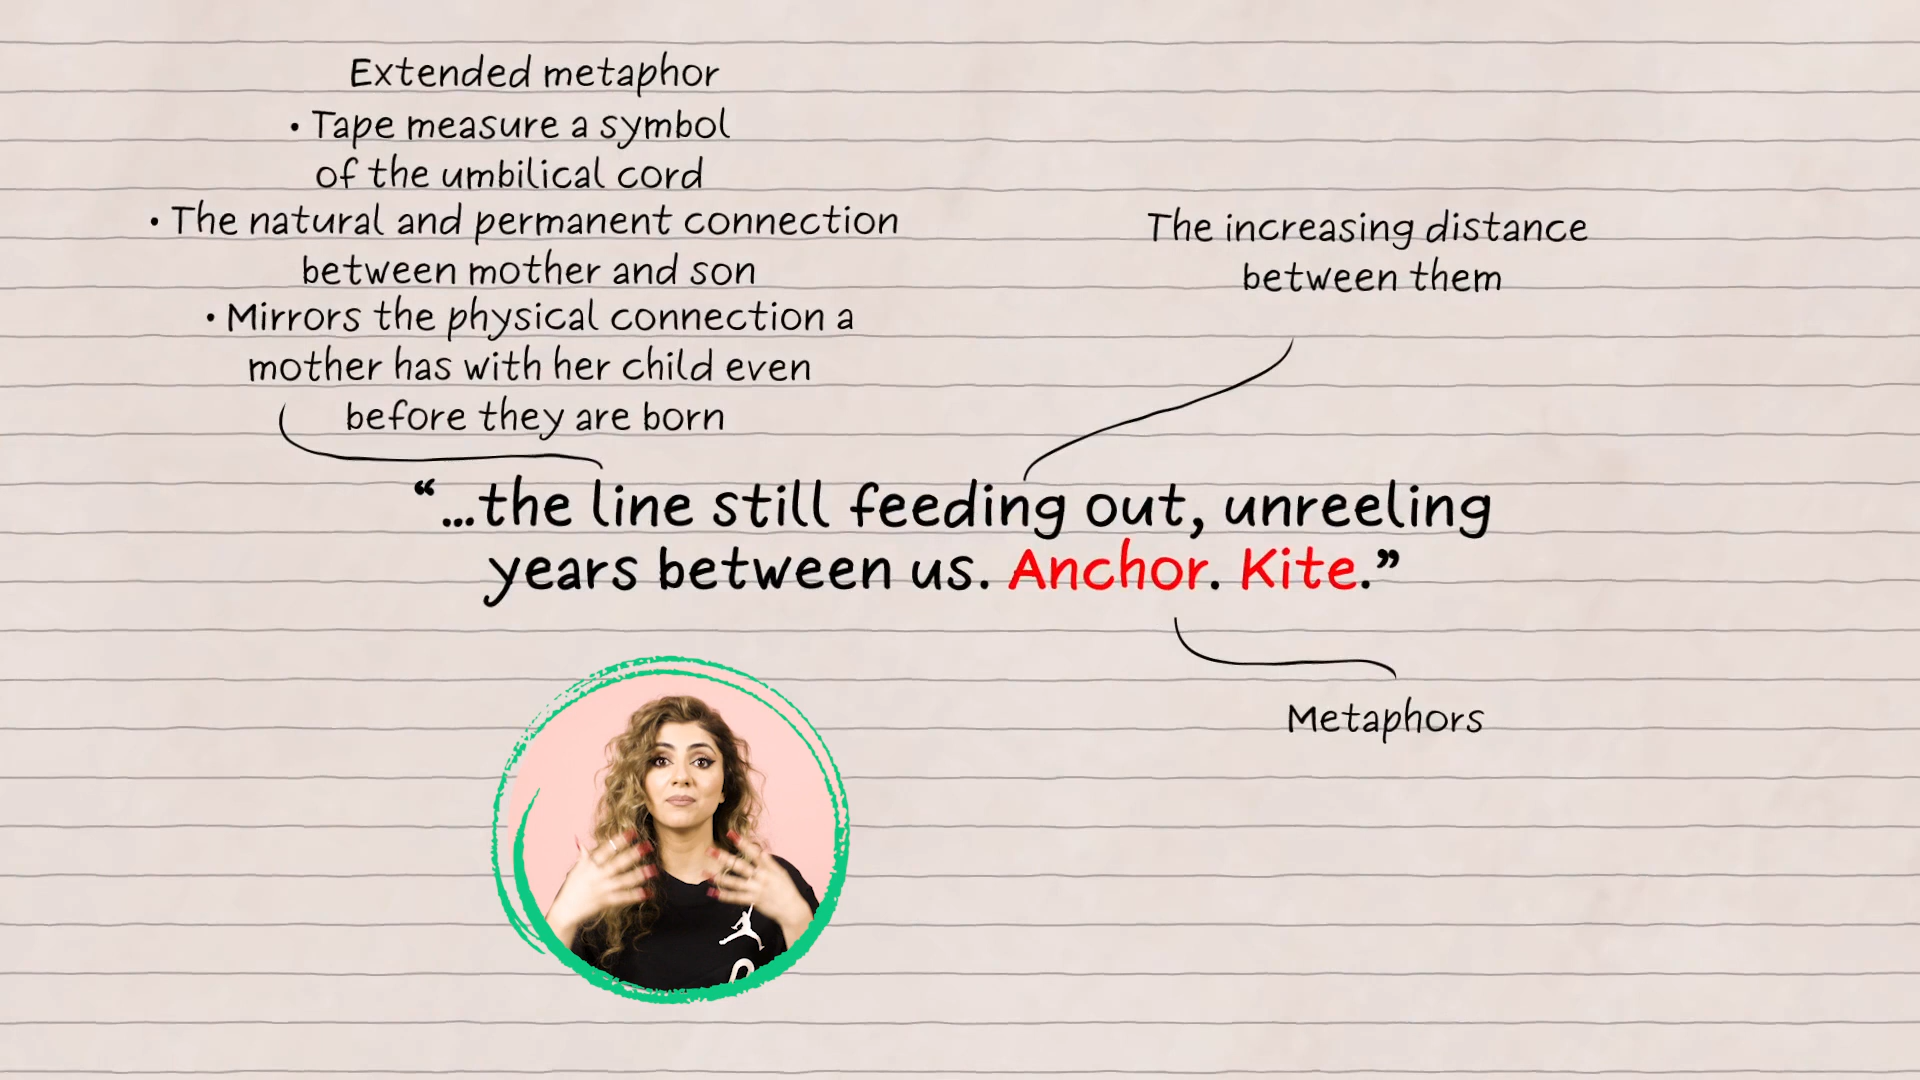 Extended metaphor
• Tape measure a symbol
of the umbilical cord
• The natural and permanent connection
between mother and son
• Mirrors the physical connection a
mother has with her child even
before they are born
The increasing distance
between them
“...the line still feeding out, unreeling
years between us. Anchor. Kite.”
Metaphors